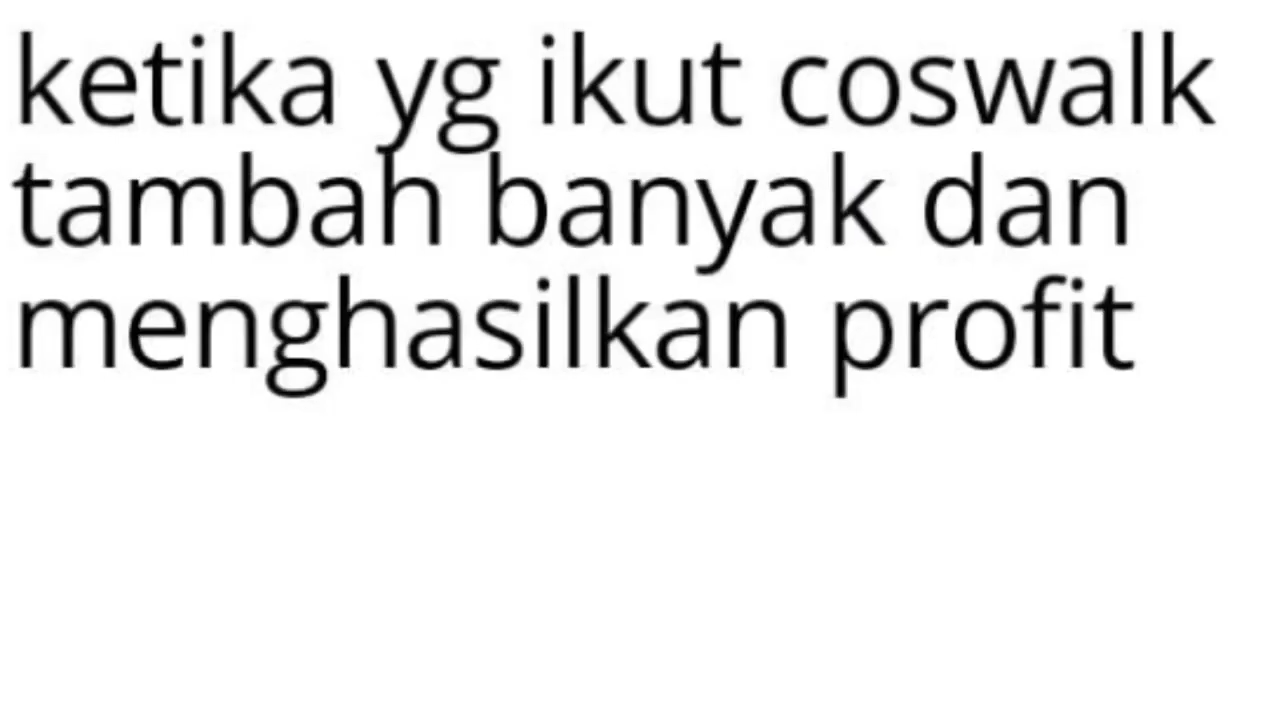 ketika yg ikut coswalk
tambah banyak dan
menghasilkan profit